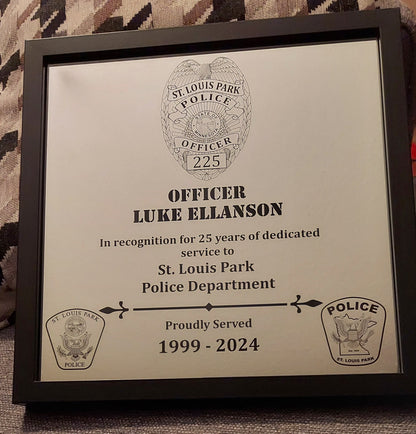 ST. LOUIS PARK
POLICE
OFFICER
225
OFFICER
LUKE ELLANSON
In recognition for 25 years of dedicated
service to
St. Louis Park
Police Department
Proudly Served
1999 - 2024
ST. LOUIS PARK
POLICE
POLICE
ST. LOUIS PARK